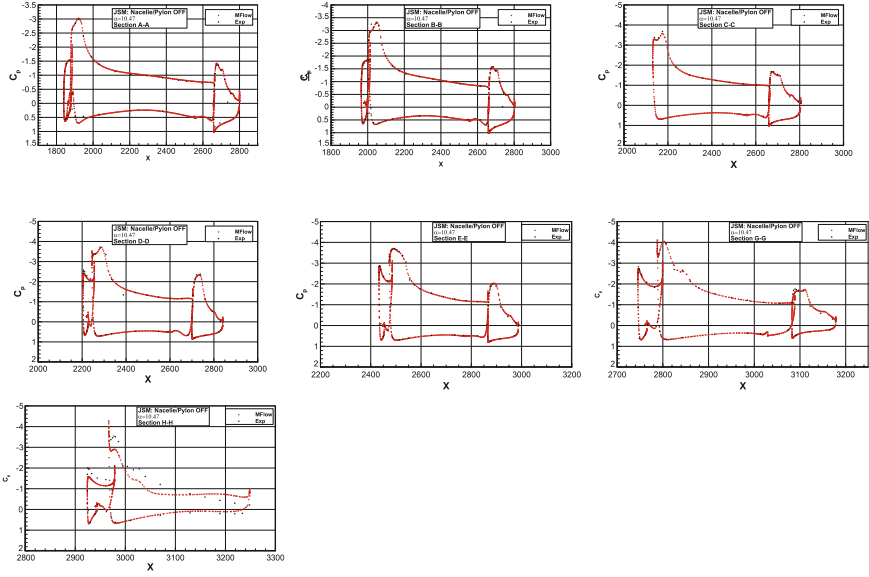 -3.5
-3
-2.5
-2
-1.5
-1
-0.5
0
0.5
1
1.5
Cp
JSM: Nacelle/Pylon OFF
α=10.47
Section A-A
MFlow
Exp
1800 2000 2200 2400 2600 2800
x
-4
-3.5
-3
-2.5
-2
-1.5
-1
-0.5
0
0.5
1
1.5
JSM: Nacelle/Pylon OFF
α=10.47
Section B-B
MFlow
Exp
1800 2000 2200 2400 2600 2800 3000
x
-5
-4
-3
-2
-1
0
1
2
Cp
JSM: Nacelle/Pylon OFF
α=10.47
Section C-C
MFlow
Exp
2000 2200 2400 2600 2800 3000
X
-5
-4
-3
-2
-1
0
1
2
Cp
JSM: Nacelle/Pylon OFF
α=10.47
Section D-D
MFlow
Exp
2000 2200 2400 2600 2800 3000
X
-5
-4
-3
-2
-1
0
1
2
Cp
JSM: Nacelle/Pylon OFF
α=10.47
Section E-E
MFlow
Exp
2200 2400 2600 2800 3000 3200
X
-5
-4
-3
-2
-1
0
1
2
JSM: Nacelle/Pylon OFF
α=10.47
Section G-G
MFlow
Exp
2700 2800 2900 3000 3100 3200
X
-5
-4
-3
-2
-1
0
1
2
JSM: Nacelle/Pylon OFF
α=10.47
Section H-H
MFlow
Exp
2800 2900 3000 3100 3200 3300
X